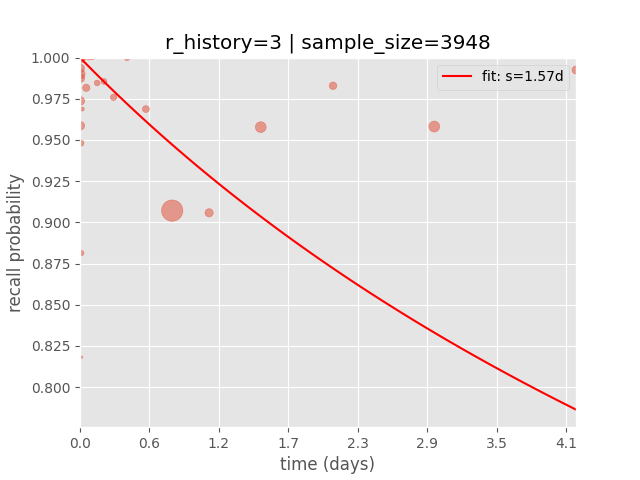 r_history=3 | sample_size=3948
fit: s=1.57d
recall probability
1.000
0.975
0.950
0.925
0.900
0.875
0.850
0.825
0.800
0.0 0.6 1.2 1.7 2.3 2.9 3.5 4.1
time (days)